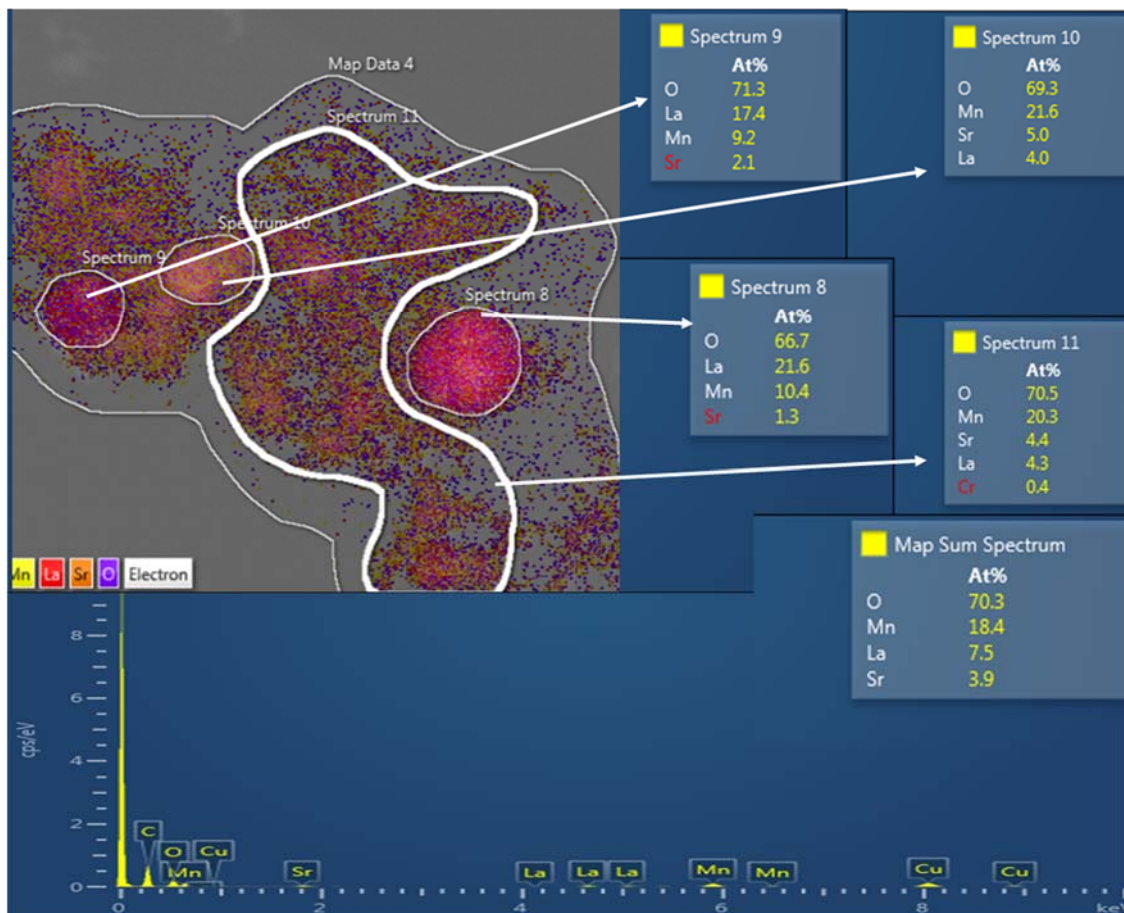 Map Data 4
Spectrum 11
Spectrum 10
Spectrum 9
Spectrum 8
Mn La Sr O Electron
Spectrum 9
At%
O 71.3
La 17.4
Mn 9.2
Sr 2.1
Spectrum 10
At%
O 69.3
Mn 21.6
Sr 5.0
La 4.0
Spectrum 8
At%
O 66.7
La 21.6
Mn 10.4
Sr 1.3
Spectrum 11
At%
O 70.5
Mn 20.3
Sr 4.4
La 4.3
Cr 0.4
Map Sum Spectrum
At%
O 70.3
Mn 18.4
La 7.5
Sr 3.9
cps/eV
8
6
4
2
0
C
O Cu
Mn Sr La La La Mn Mn Cu Cu
0 2 4 6 8 keV